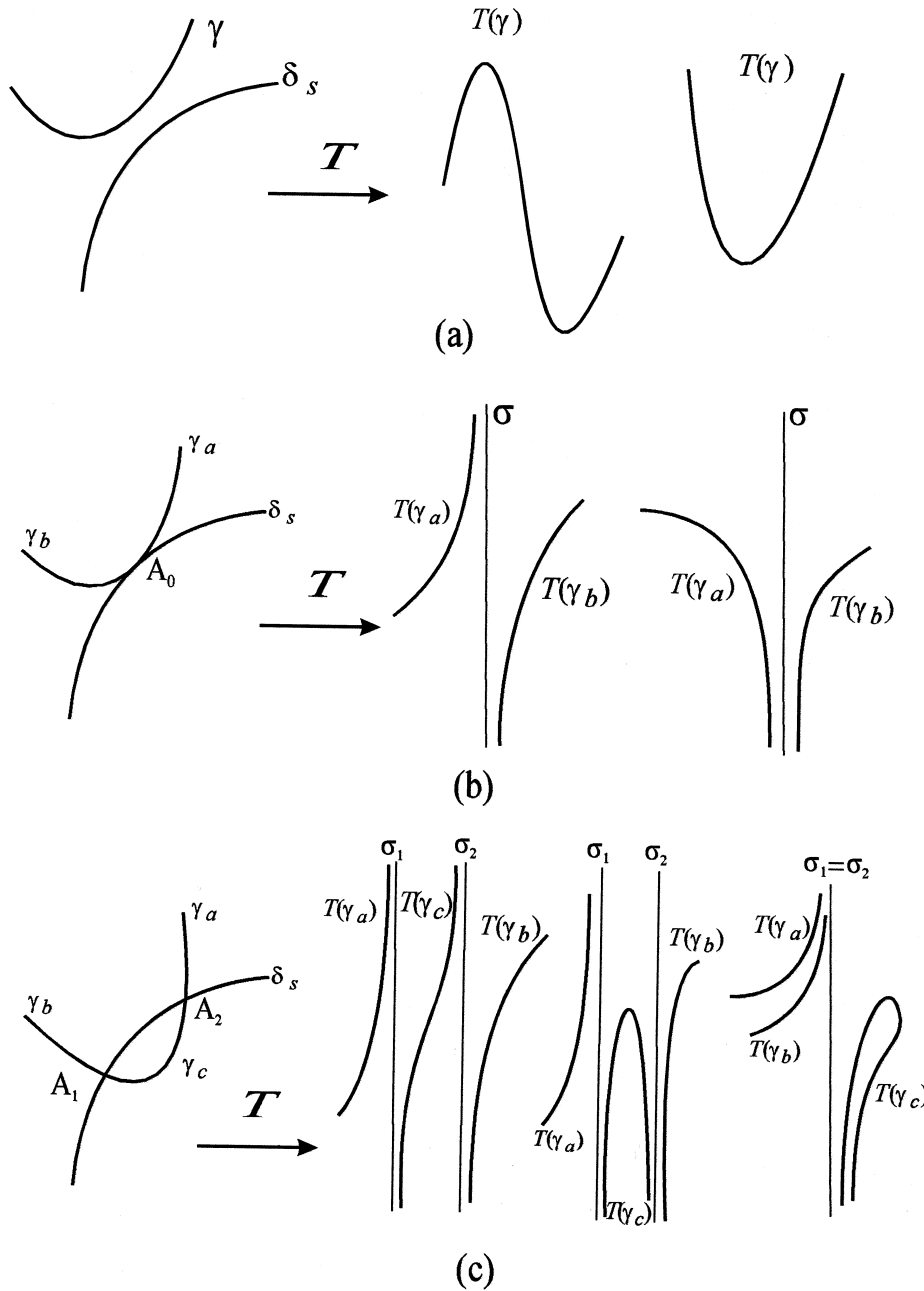 γ
δ s
T
T(γ)
T(γ)
(a)
γ a
γ b
δ s
A₀
T
σ
T(γ a)
T(γ b)
σ
T(γ a)
T(γ b)
(b)
γ a
γ b
δ s
A₂
A₁
γ c
T
σ₁
σ₂
T(γ a)
T(γ c)
T(γ b)
σ₁
σ₂
T(γ b)
T(γ a)
T(γ c)
σ₁=σ₂
T(γ a)
T(γ b)
T(γ c)
(c)